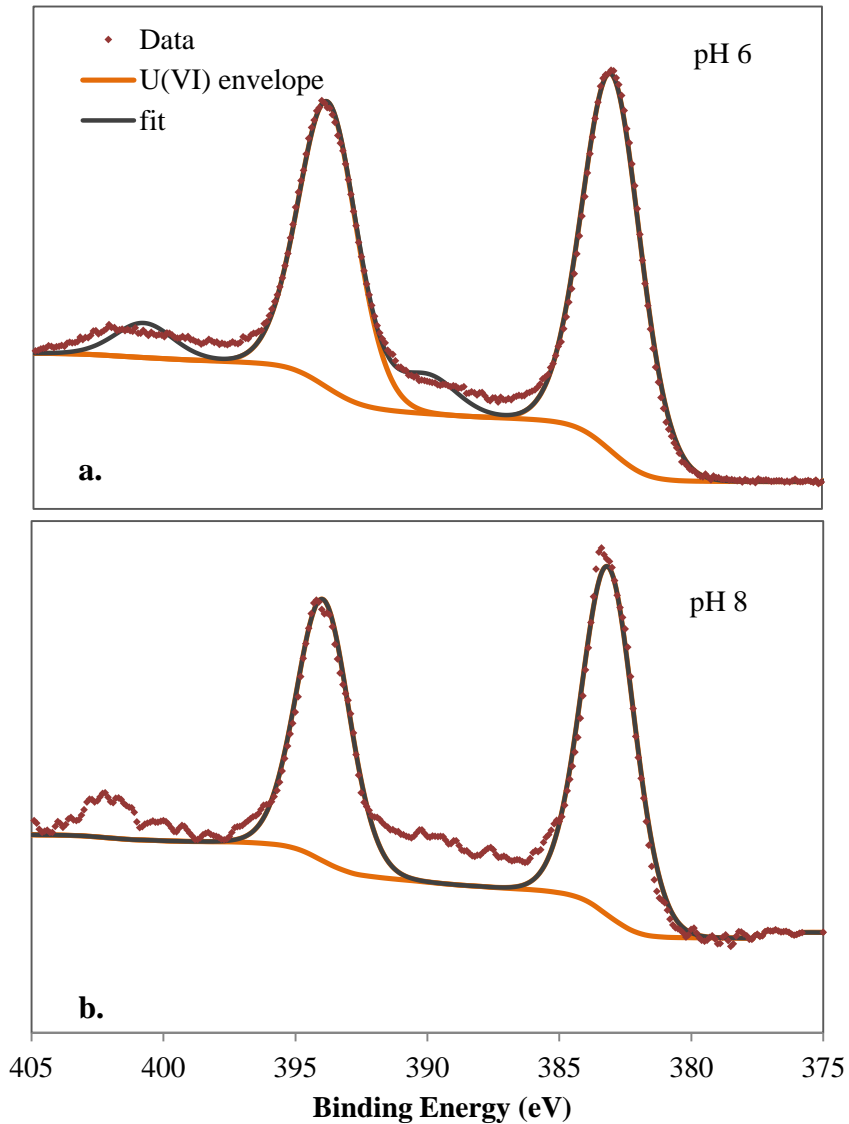 Data
pH 6
U(VI) envelope
fit
a.
pH 8
b.
405 400 395 390 385 380 375
Binding Energy (eV)